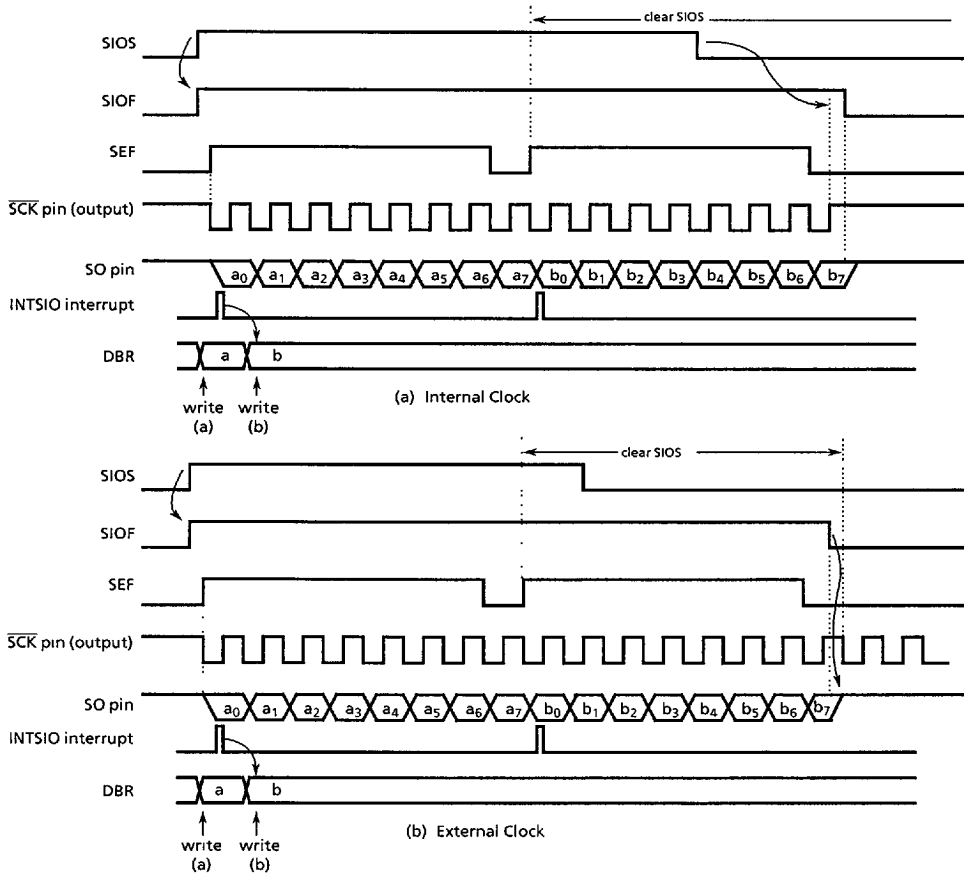 clear SIOS
SIOS
SIOF
SEF
SCK pin (output)
SO pin a0 a1 a2 a3 a4 a5 a6 a7 b0 b1 b2 b3 b4 b5 b6 b7
INTSIO interrupt
DBR a b
write (a) write (b)
(a) Internal Clock
clear SIOS
SIOS
SIOF
SEF
SCK pin (output)
SO pin a0 a1 a2 a3 a4 a5 a6 a7 b0 b1 b2 b3 b4 b5 b6 b7
INTSIO interrupt
DBR a b
write (a) write (b)
(b) External Clock